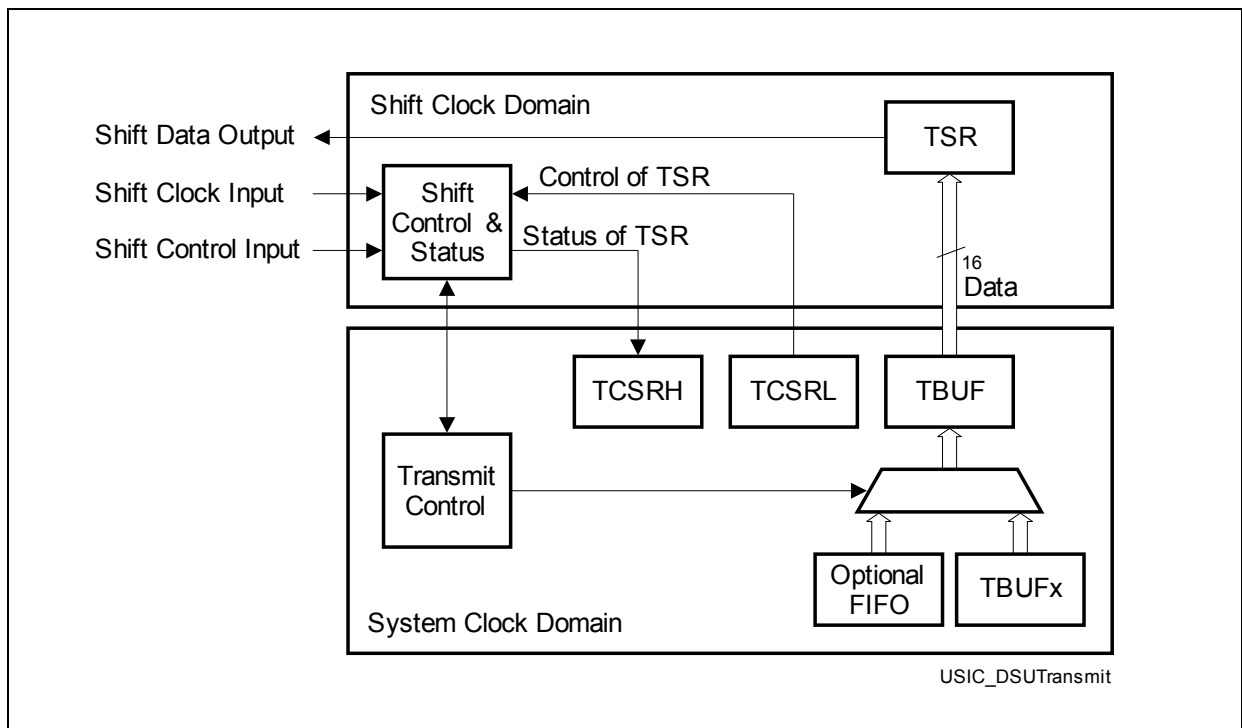 Shift Clock Domain
TSR
Shift Data Output
Shift Clock Input
Shift Control Input
Shift
Control &
Status
Control of TSR
Status of TSR
16
Data
TCSRH
TCSRL
TBUF
Transmit
Control
Optional
FIFO
TBUFx
System Clock Domain
USIC_DSUTransmit